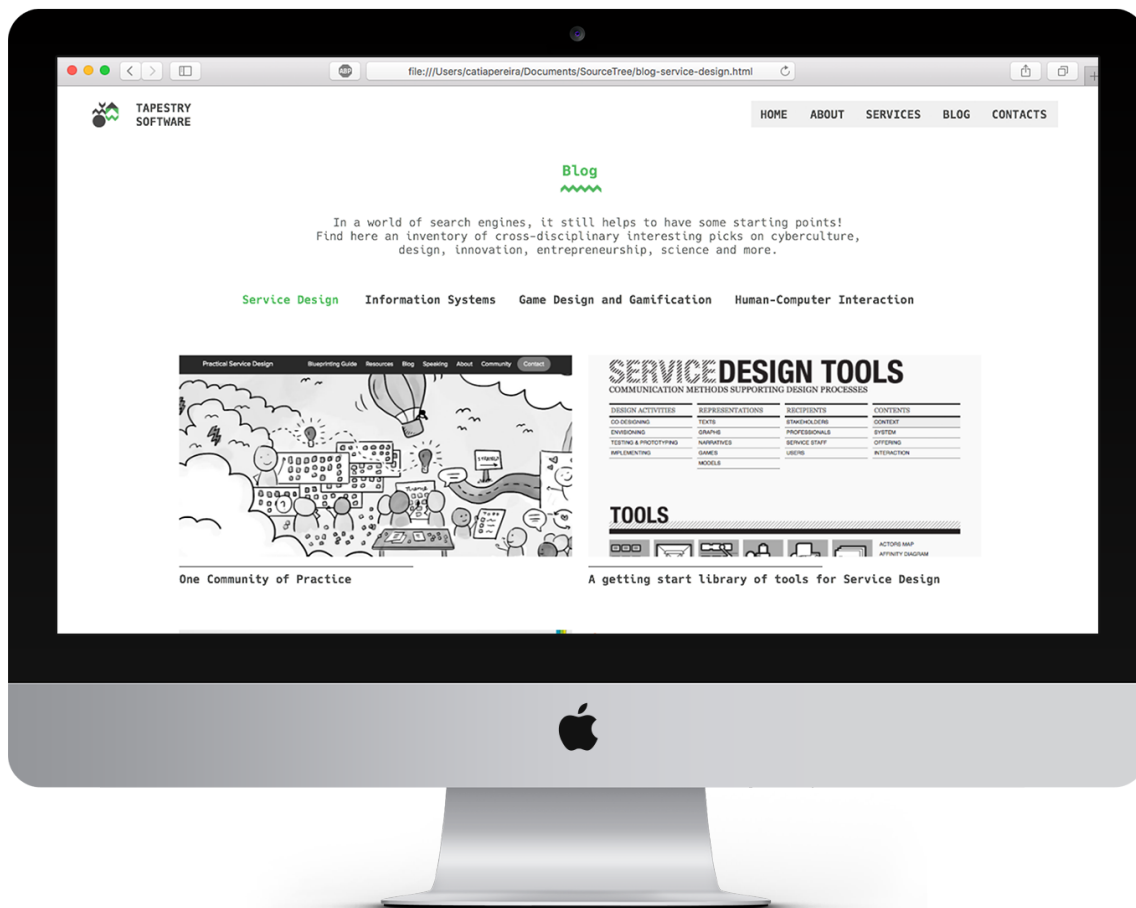 ABP
file:///Users/catiapereira/Documents/SourceTree/blog-service-design.html
TAPESTRY
SOFTWARE
HOME ABOUT SERVICES BLOG CONTACTS
Blog
In a world of search engines, it still helps to have some starting points!
Find here an inventory of cross-disciplinary interesting picks on cyberculture,
design, innovation, entrepreneurship, science and more.
Service Design Information Systems Game Design and Gamification Human-Computer Interaction
Practical Service Design Blueprinting Guide Resources Blog Speaking About Community Contact
One Community of Practice
SERVICEDESIGN TOOLS
COMMUNICATION METHODS SUPPORTING DESIGN PROCESSES
DESIGN ACTIVITIES REPRESENTATIONS RECIPIENTS CONTENTS
CO-DESIGNING TEXTS STAKEHOLDERS CONTEXT
ENVISIONING GRAPHS PROFESSIONALS SYSTEM
TESTING & PROTOTYPING NARRATIVES SERVICE STAFF OFFERING
IMPLEMENTING GAMES USERS INTERACTION
MODELS
TOOLS
ACTORS MAP
AFFINITY DIAGRAM
A getting start library of tools for Service Design